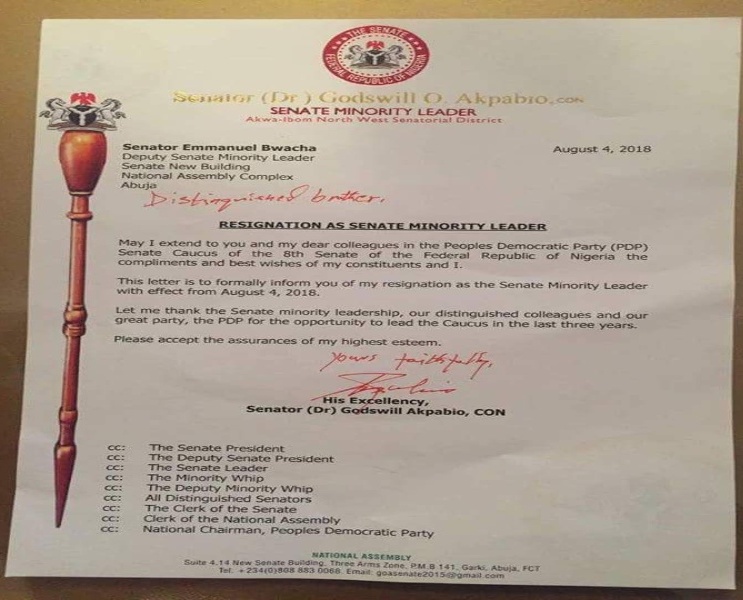 THE SENATE
FEDERAL REPUBLIC OF NIGERIA
Senator (Dr) Godswill O. Akpabio, CON
SENATE MINORITY LEADER
Akwa-Ibom North West Senatorial District
Senator Emmanuel Bwacha
August 4, 2018
Deputy Senate Minority Leader
Senate New Building
National Assembly Complex
Abuja
Distinguished brother,
RESIGNATION AS SENATE MINORITY LEADER
May I extend to you and my dear colleagues in the Peoples Democratic Party (PDP)
Senate Caucus of the 8th Senate of the Federal Republic of Nigeria the
compliments and best wishes of my constituents and I.
This letter is to formally inform you of my resignation as the Senate Minority Leader
with effect from August 4, 2018.
Let me thank the Senate minority leadership, our distinguished colleagues and our
great party, the PDP for the opportunity to lead the Caucus in the last three years.
Please accept the assurances of my highest esteem.
Yours faithfully,
His Excellency,
Senator (Dr) Godswill Akpabio, CON
cc: The Senate President
cc: The Deputy Senate President
cc: The Senate Leader
cc: The Minority Whip
cc: The Deputy Minority Whip
cc: All Distinguished Senators
cc: The Clerk of the Senate
cc: Clerk of the National Assembly
cc: National Chairman, Peoples Democratic Party
NATIONAL ASSEMBLY
Suite 4.14 New Senate Building, Three Arms Zone, P.M.B 141, Garki, Abuja, FCT
Tel: +234(0)808 883 0068. Email: goasenate2015@gmail.com